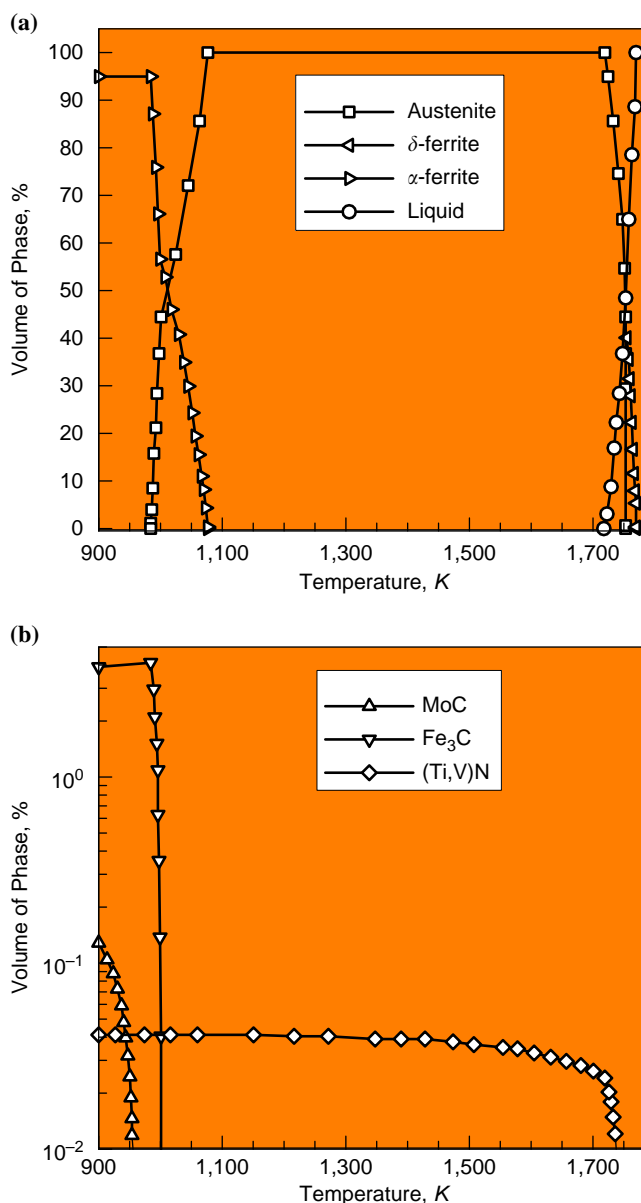 (a)
Volume of Phase, %
100
90
80
70
60
50
40
30
20
10
0
Austenite
δ-ferrite
α-ferrite
Liquid
900 1,100 1,300 1,500 1,700
Temperature, K
(b)
Volume of Phase, %
10⁰
10⁻¹
10⁻²
MoC
Fe₃C
(Ti,V)N
900 1,100 1,300 1,500 1,700
Temperature, K